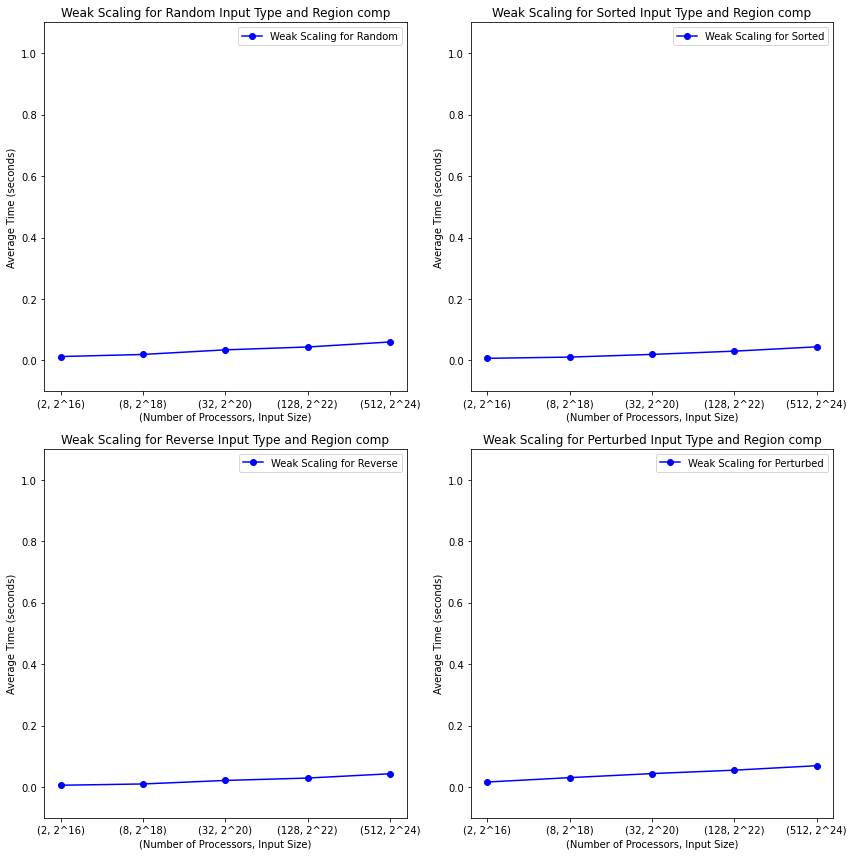 Weak Scaling for Random Input Type and Region comp
Weak Scaling for Random
1.0
0.8
0.6
0.4
0.2
0.0
Average Time (seconds)
(2, 2^16) (8, 2^18) (32, 2^20) (128, 2^22) (512, 2^24)
(Number of Processors, Input Size)
Weak Scaling for Sorted Input Type and Region comp
Weak Scaling for Sorted
1.0
0.8
0.6
0.4
0.2
0.0
Average Time (seconds)
(2, 2^16) (8, 2^18) (32, 2^20) (128, 2^22) (512, 2^24)
(Number of Processors, Input Size)
Weak Scaling for Reverse Input Type and Region comp
Weak Scaling for Reverse
1.0
0.8
0.6
0.4
0.2
0.0
Average Time (seconds)
(2, 2^16) (8, 2^18) (32, 2^20) (128, 2^22) (512, 2^24)
(Number of Processors, Input Size)
Weak Scaling for Perturbed Input Type and Region comp
Weak Scaling for Perturbed
1.0
0.8
0.6
0.4
0.2
0.0
Average Time (seconds)
(2, 2^16) (8, 2^18) (32, 2^20) (128, 2^22) (512, 2^24)
(Number of Processors, Input Size)